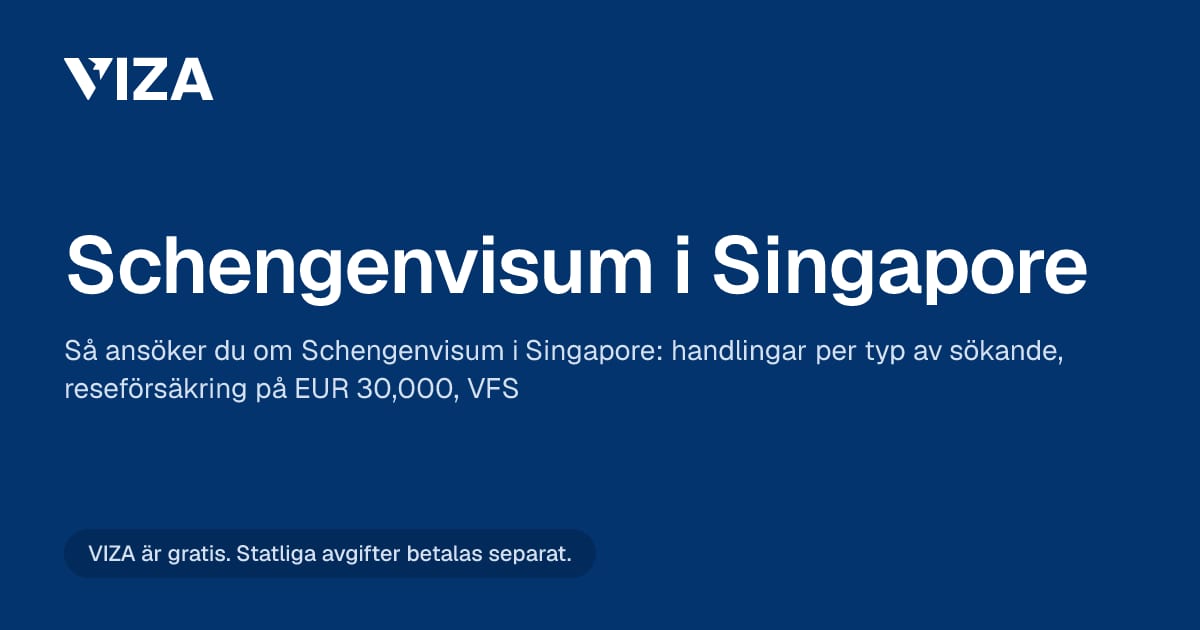 VIZA
Schengenvisum i Singapore
Så ansöker du om Schengenvisum i Singapore: handlingar per typ av sökande,
reseförsäkring på EUR 30,000, VFS
VIZA är gratis. Statliga avgifter betalas separat.